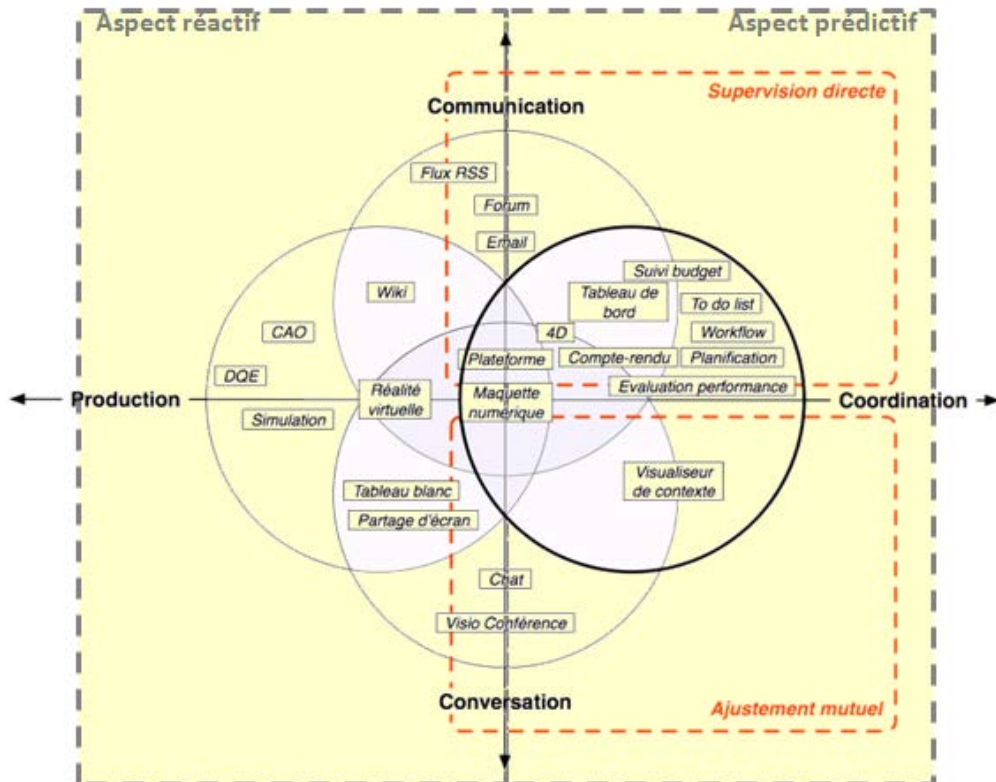 Aspect réactif
Aspect prédictif
Supervision directe
Communication
Flux RSS
Forum
Email
Suivi budget
Wiki
Tableau de
bord
To do list
CAO
4D
Workflow
Plateforme
Compte-rendu
Planification
DQE
Réalité
virtuelle
Maquette
numérique
Evaluation performance
Production
Coordination
Simulation
Visualiseur
de contexte
Tableau blanc
Partage d'écran
Chat
Visio Conférence
Conversation
Ajustement mutuel